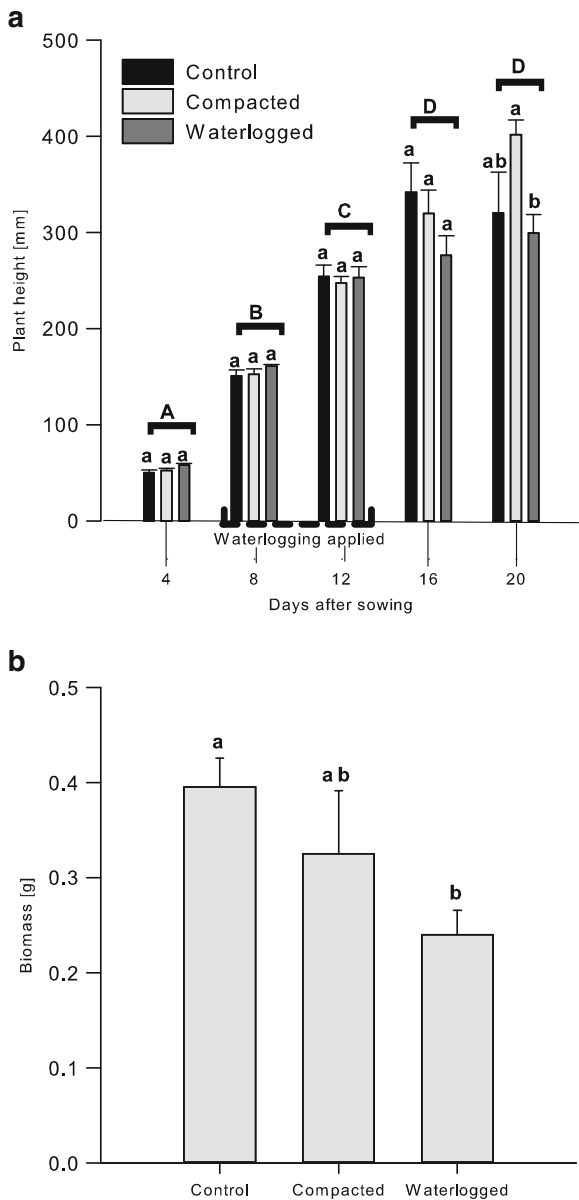 a
500
400
300
200
100
0
Plant height [mm]
Control
Compacted
Waterlogged
A
a a a
B
a a a
C
a a a
D
a a a
D
ab a b
Waterlogging applied
4 8 12 16 20
Days after sowing
b
0.5
0.4
0.3
0.2
0.1
0.0
Biomass [g]
a
ab
b
Control Compacted Waterlogged